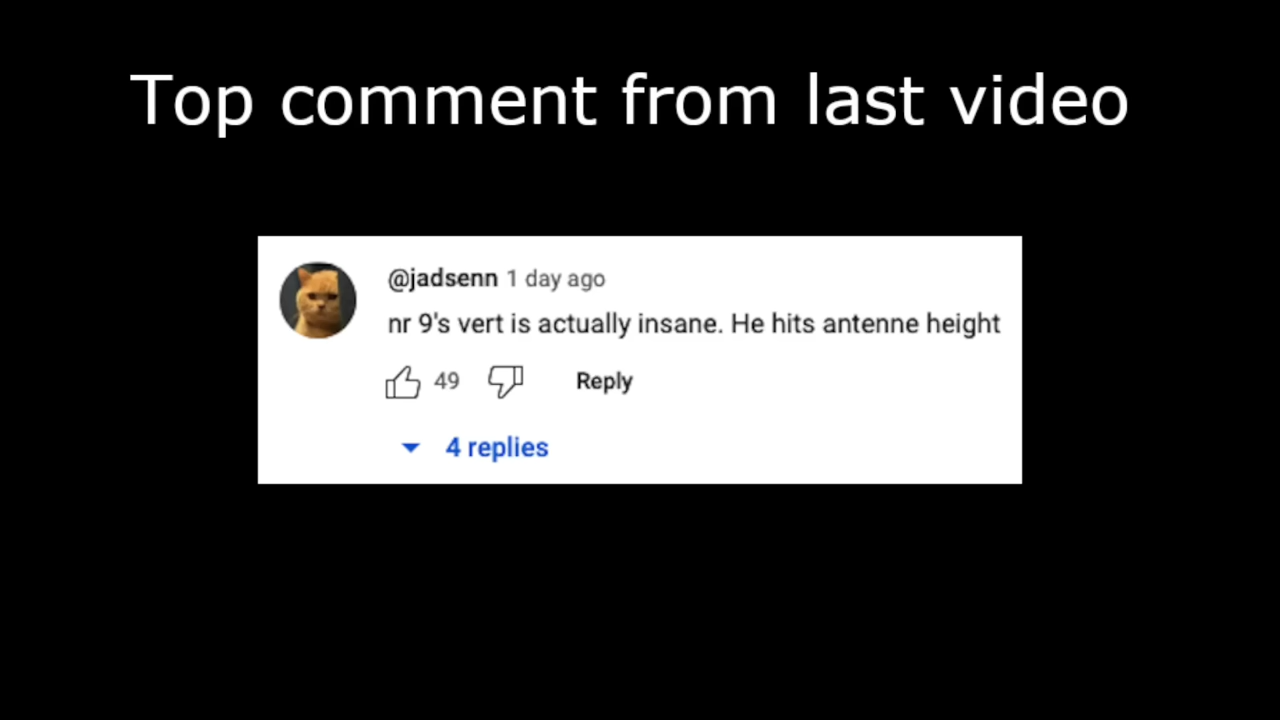 Top comment from last video
@jadsenn 1 day ago
nr 9's vert is actually insane. He hits antenne height
49 Reply
4 replies